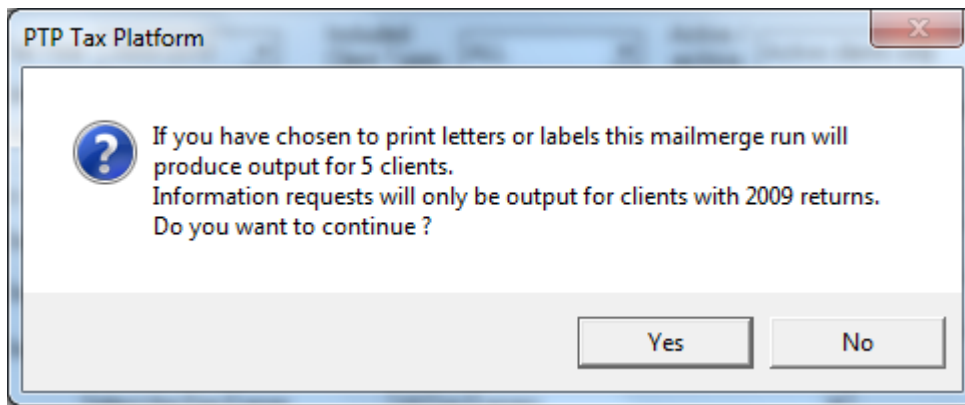 PTP Tax Platform
If you have chosen to print letters or labels this mailmerge run will
produce output for 5 clients.
Information requests will only be output for clients with 2009 returns.
Do you want to continue ?
Yes
No